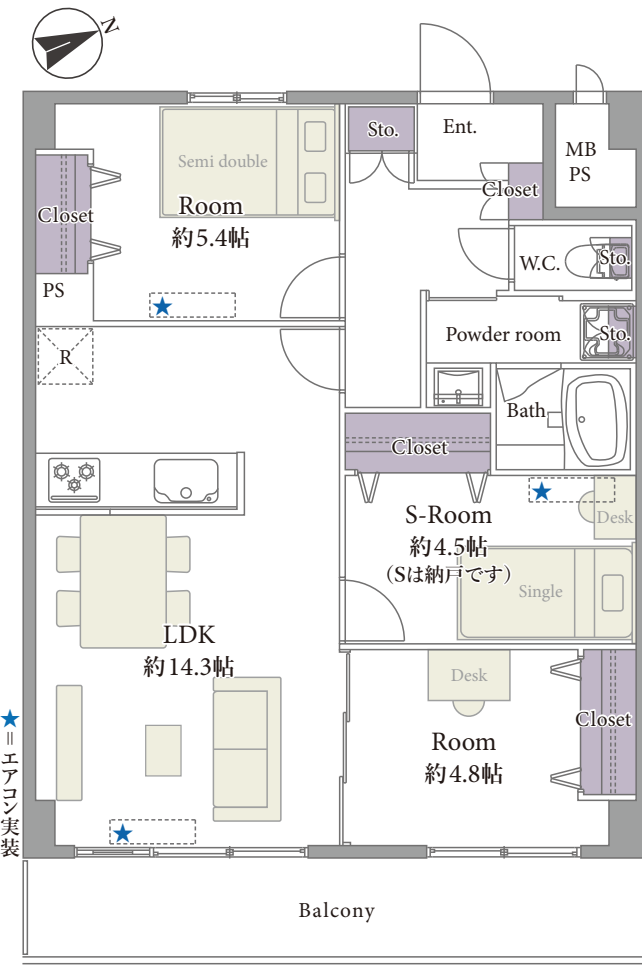 N
Sto.
Ent.
MB
PS
Semi double
Closet
Room
約5.4帖
Closet
W.C.
Sto.
PS
★
R
Powder room
Sto.
Bath
Closet
★
Desk
S-Room
約4.5帖
(Sは納戸です)
Single
LDK
約14.3帖
Desk
Closet
Room
約4.8帖
★=エアコン実装
★
Balcony